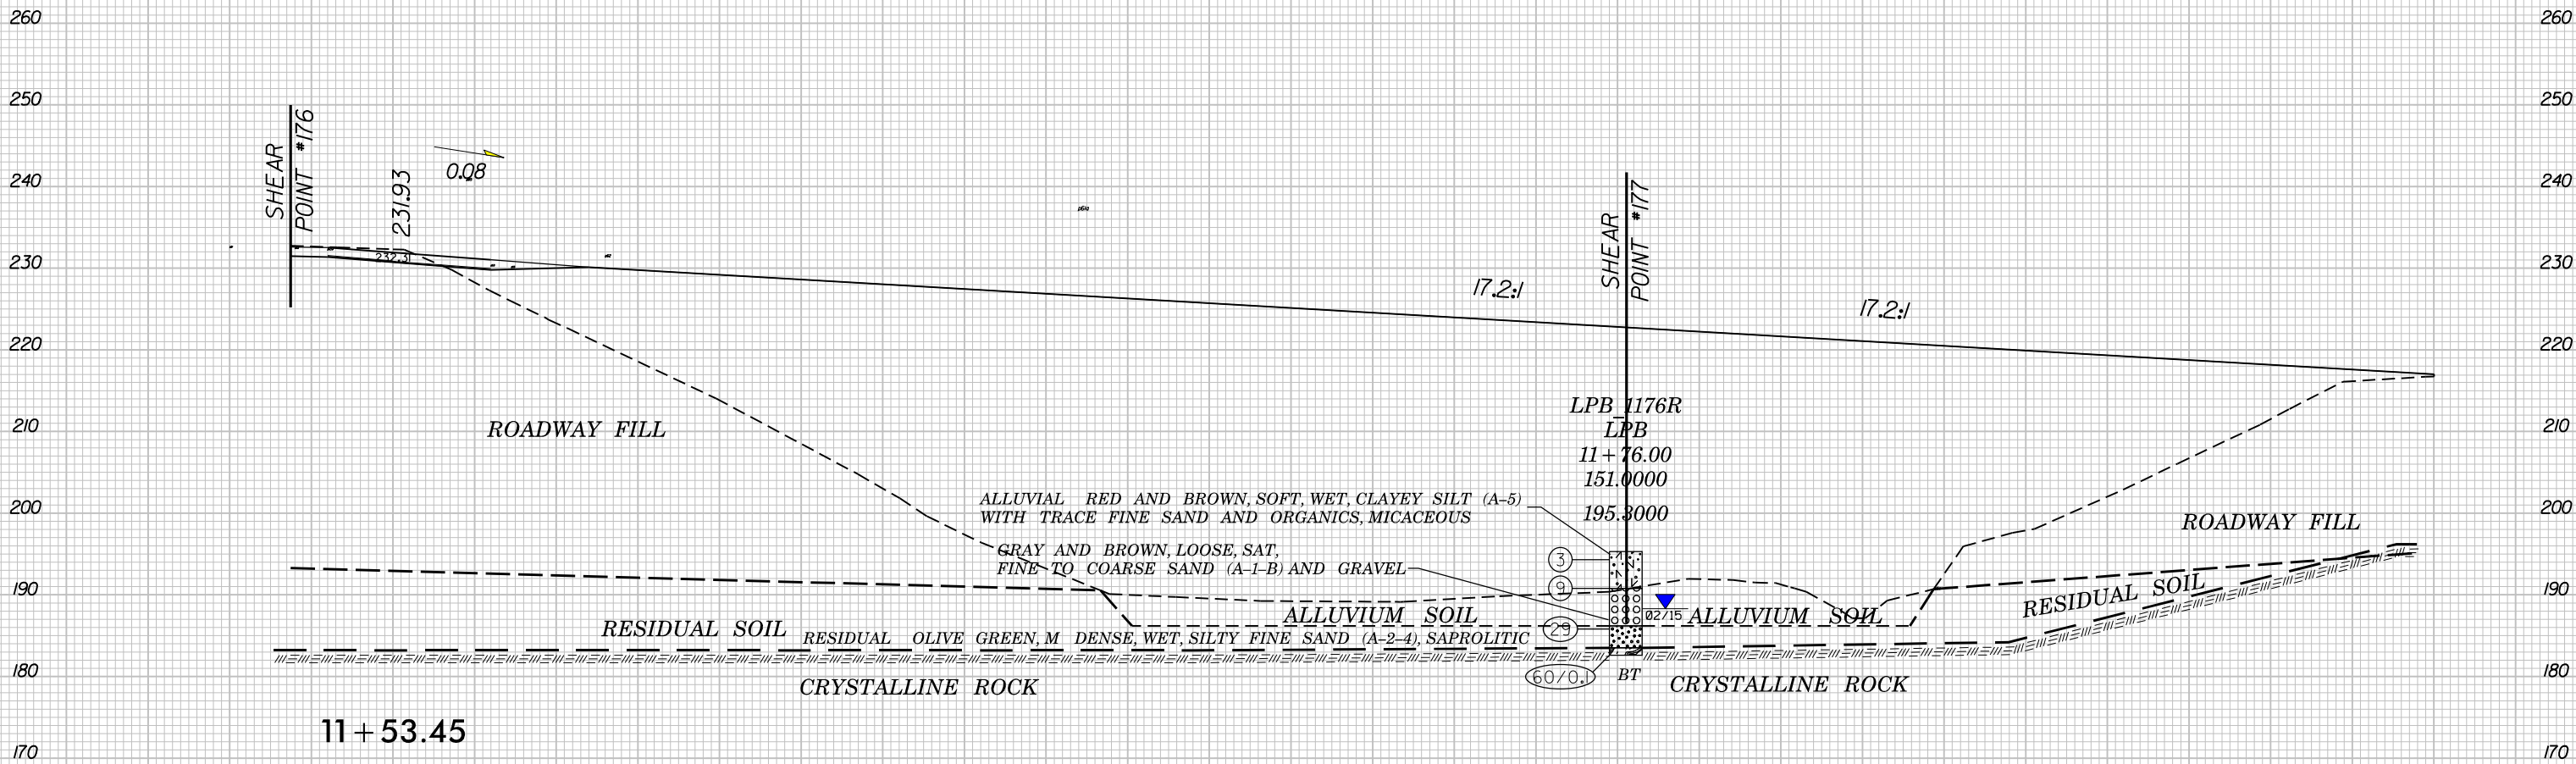 260 260
250 250
240 240
230 230
220 220
210 210
200 200
190 190
180 180
170 170
SHEAR
POINT #176
231.93
0.08
232.31
17.2:1
SHEAR
POINT #177
17.2:1
LPB_1176R
LPB
11+76.00
151.0000
195.3000
ROADWAY FILL
ALLUVIAL RED AND BROWN, SOFT, WET, CLAYEY SILT (A-5)
WITH TRACE FINE SAND AND ORGANICS, MICACEOUS
GRAY AND BROWN, LOOSE, SAT,
FINE TO COARSE SAND (A-1-B) AND GRAVEL
3
9
29
60/0.1
BT
02/15
ROADWAY FILL
ALLUVIUM SOIL
ALLUVIUM SOIL
RESIDUAL SOIL
RESIDUAL SOIL
RESIDUAL OLIVE GREEN, M DENSE, WET, SILTY FINE SAND (A-2-4), SAPROLITIC
CRYSTALLINE ROCK
CRYSTALLINE ROCK
11+53.45